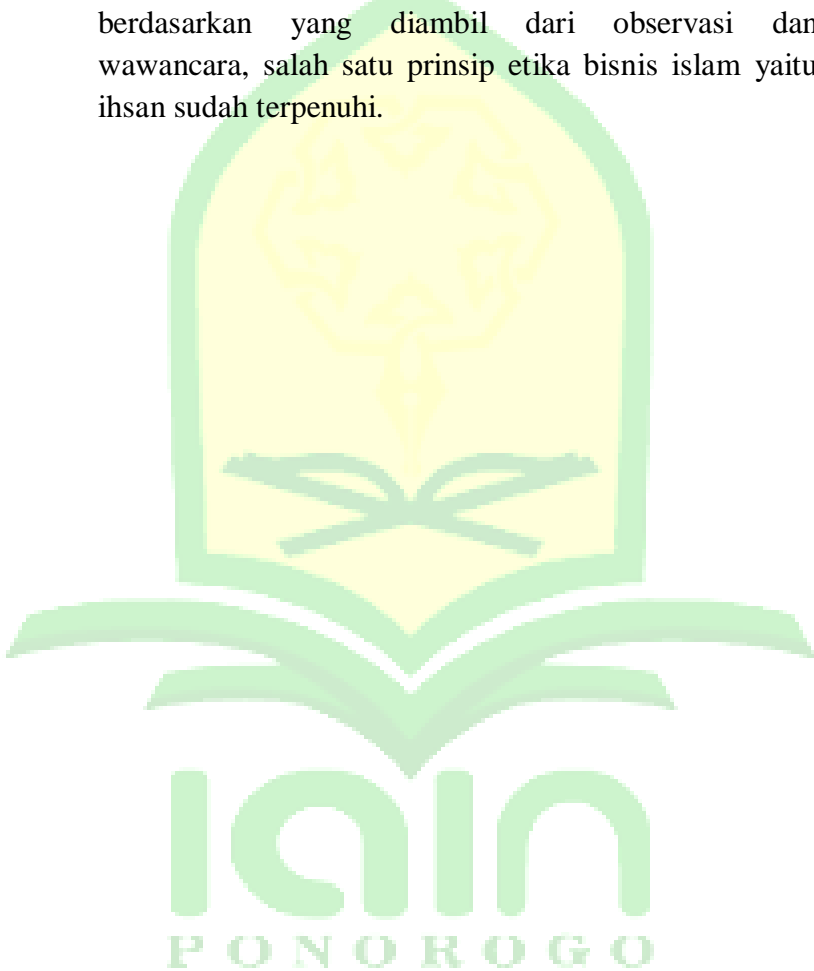 berdasarkan yang diambil dari observasi dan
wawancara, salah satu prinsip etika bisnis islam yaitu
ihsan sudah terpenuhi.
iain
PONOROGO